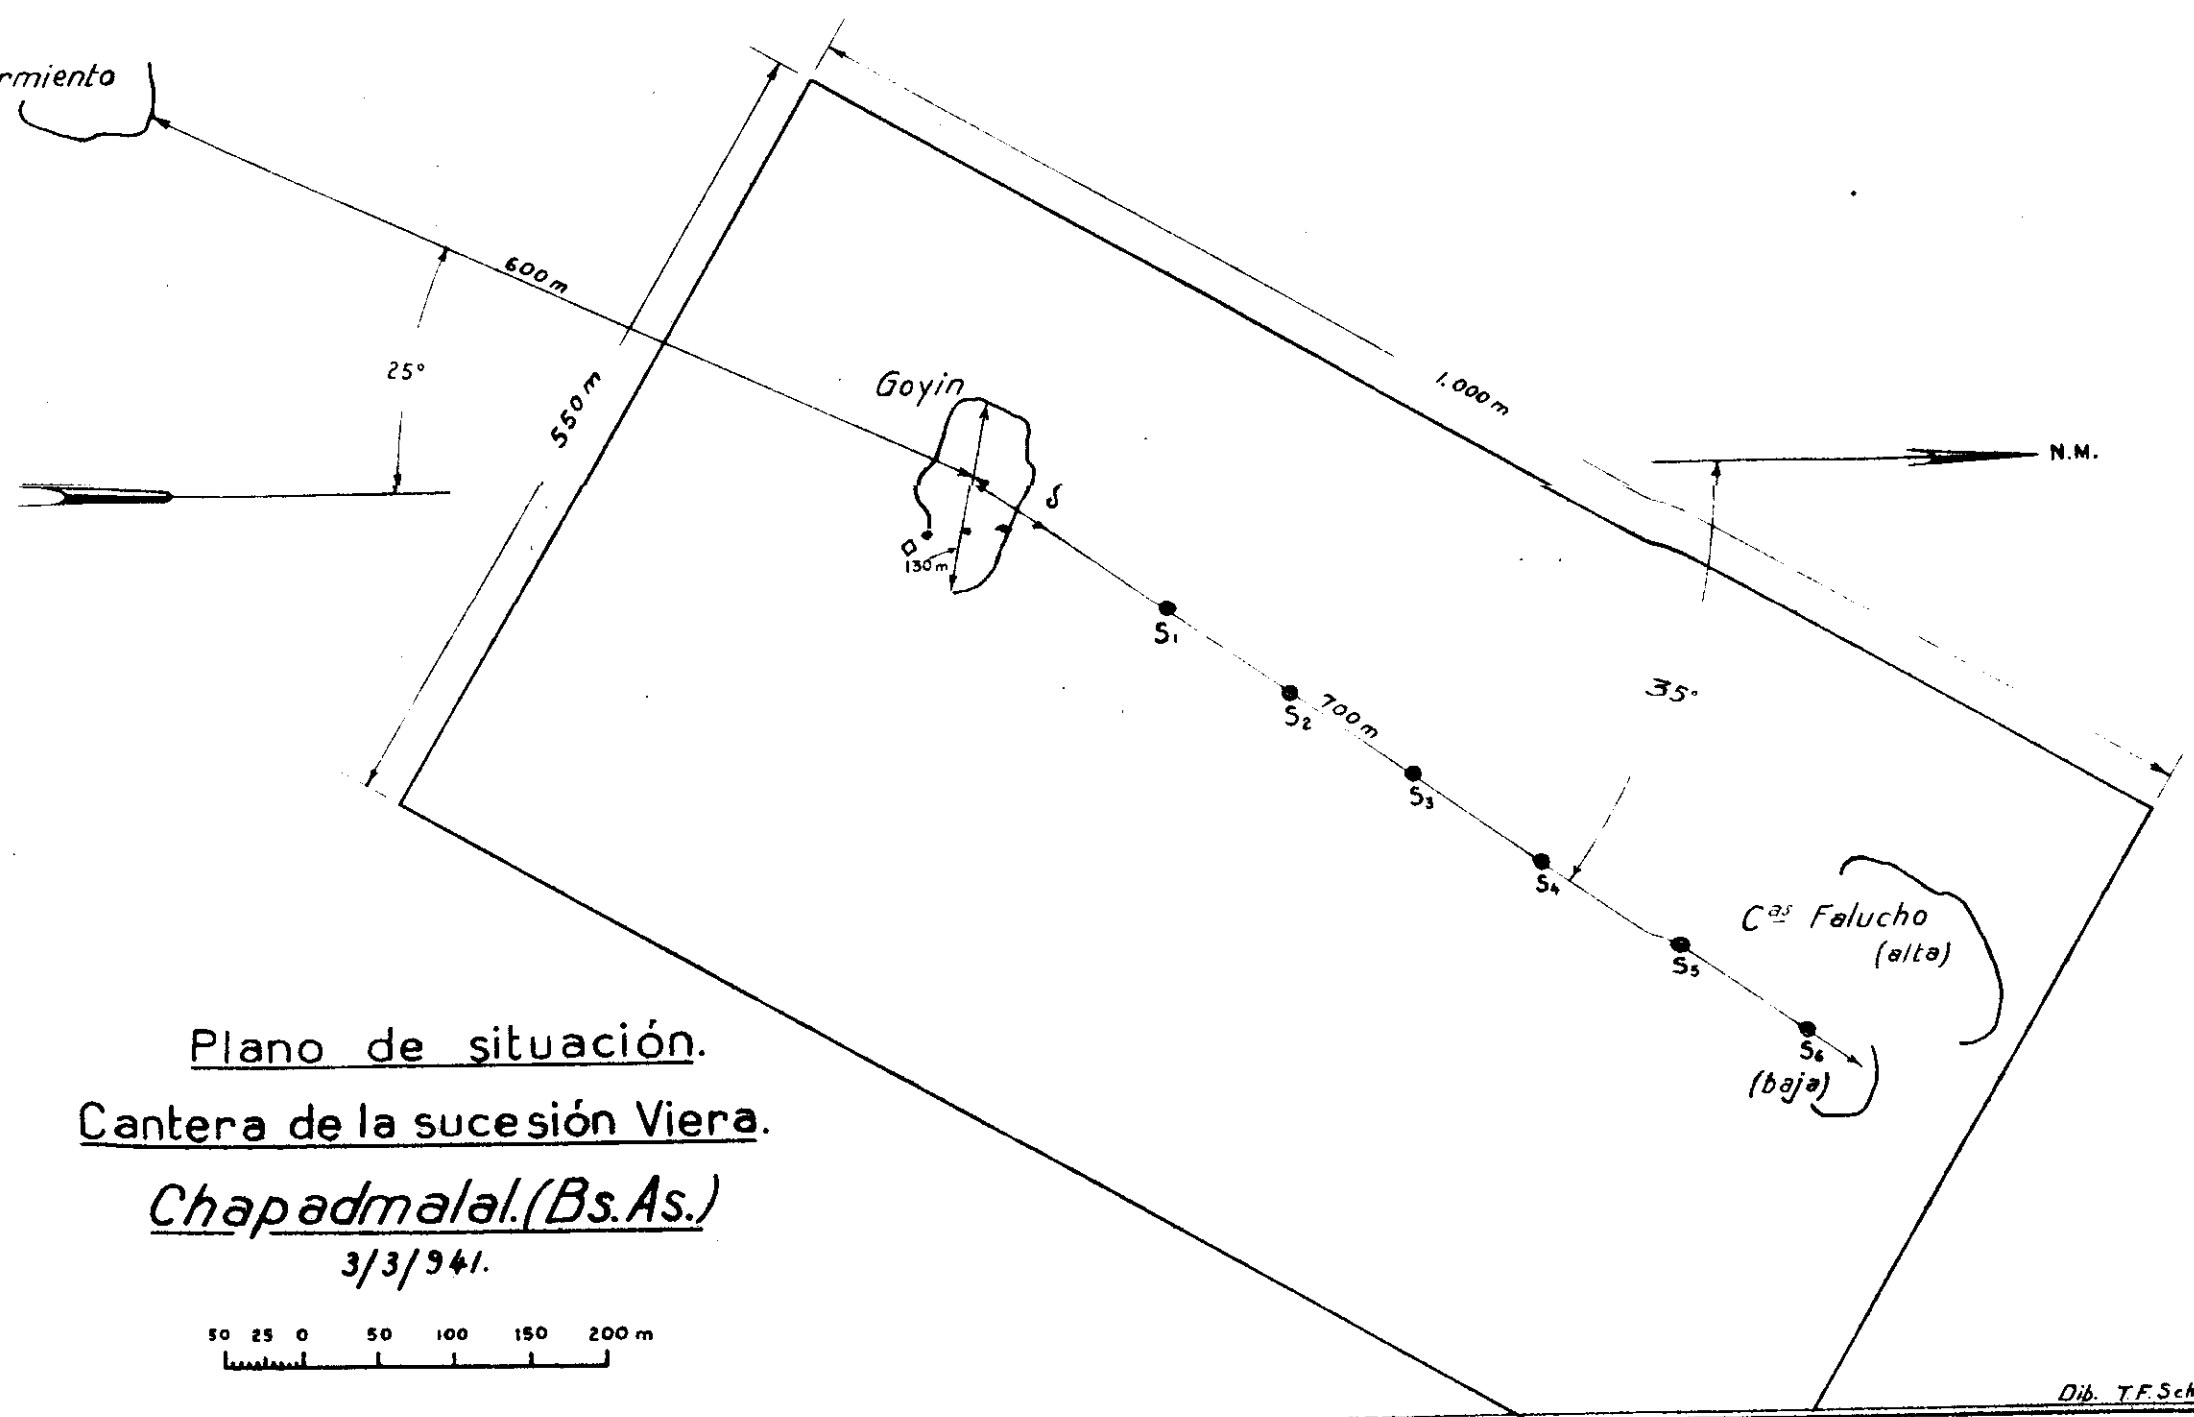 rmiento
600 m
25°
550 m
Goyin
1.000 m
N.M.
130 m
S1
S2
700 m
35°
S3
S4
Cas Falucho
(alta)
S5
S6
(baja)
Plano de situación.
Cantera de la sucesión Viera.
Chapadmalal. (Bs. As.)
3/3/941.
50 25 0 50 100 150 200 m
Dib. T.F. Sch